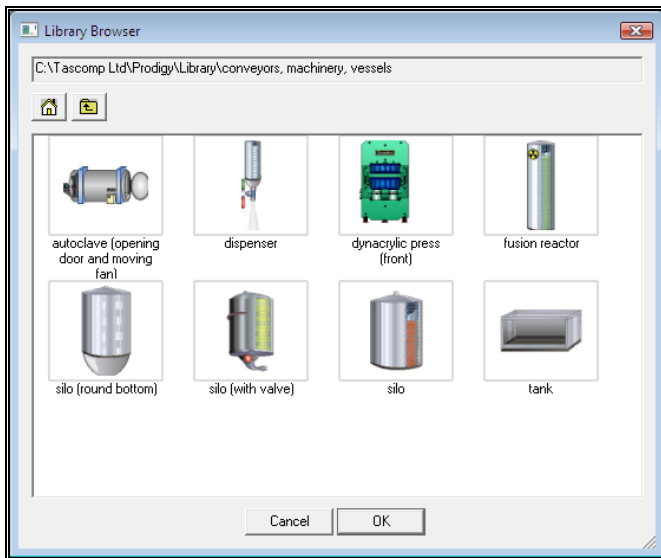 Library Browser
C:\Tascomp Ltd\Prodigy\Library\conveyors, machinery, vessels
autoclave (opening
door and moving
fan)
dispenser
dynacrylic press
(front)
fusion reactor
silo (round bottom)
silo (with valve)
silo
tank
Cancel
OK